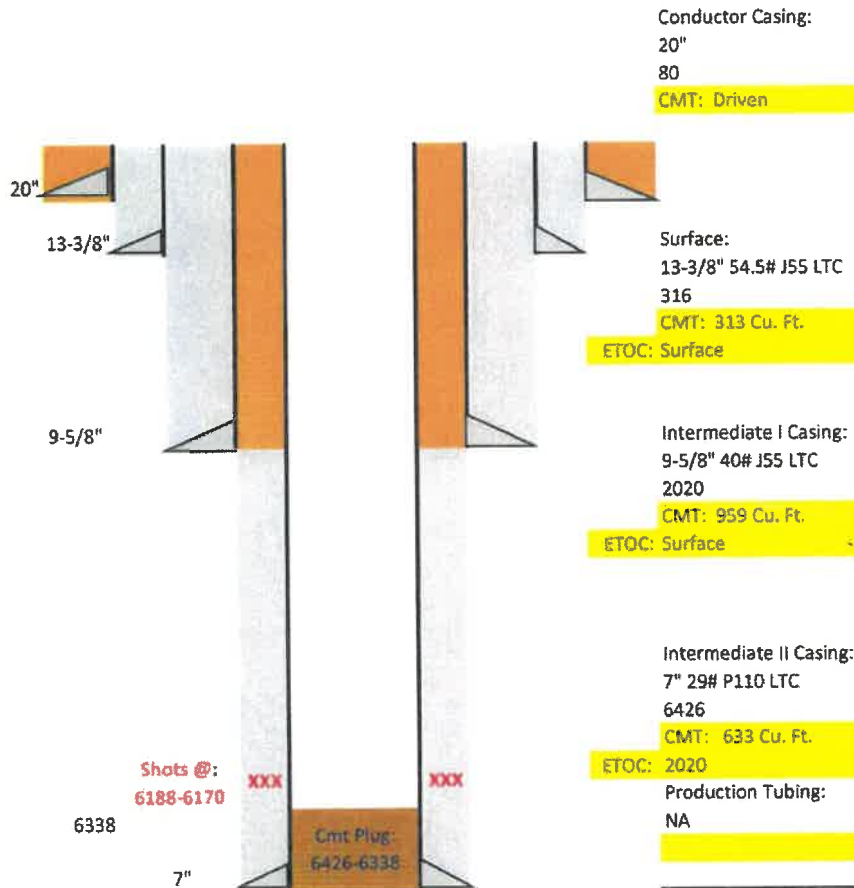 Conductor Casing:
20"
80
CMT: Driven
20"
13-3/8"
Surface:
13-3/8" 54.5# J55 LTC
316
CMT: 313 Cu. Ft.
ETOC: Surface
9-5/8"
Intermediate I Casing:
9-5/8" 40# J55 LTC
2020
CMT: 959 Cu. Ft.
ETOC: Surface
Intermediate II Casing:
7" 29# P110 LTC
6426
CMT: 633 Cu. Ft.
ETOC: 2020
Production Tubing:
NA
Shots @:
6188-6170
XXX
XXX
6338
Cmt Plug:
6426-6338
7"